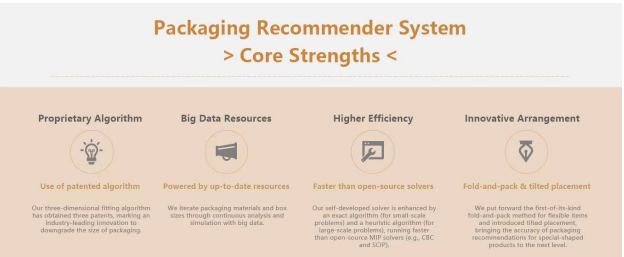 Packaging Recommender System
> Core Strengths <
Proprietary Algorithm
Use of patented algorithm
Our three-dimensional fitting algorithm
has obtained three patents, marking an
industry-leading innovation to
downgrade the size of packaging.
Big Data Resources
Powered by up-to-date resources
We iterate packaging materials and box
sizes through continuous analysis and
simulation with big data.
Higher Efficiency
Faster than open-source solvers
Our self-developed solver is enhanced by
an exact algorithm (for small-scale
problems) and a heuristic algorithm (for
large-scale problems), running faster
than open-source MIP solvers (e.g., CBC
and SCIP).
Innovative Arrangement
Fold-and-pack & tilted placement
We put forward the first-of-its-kind
fold-and-pack method for flexible items
and introduced tilted placement,
bringing the accuracy of packaging
recommendations for special-shaped
products to the next level.